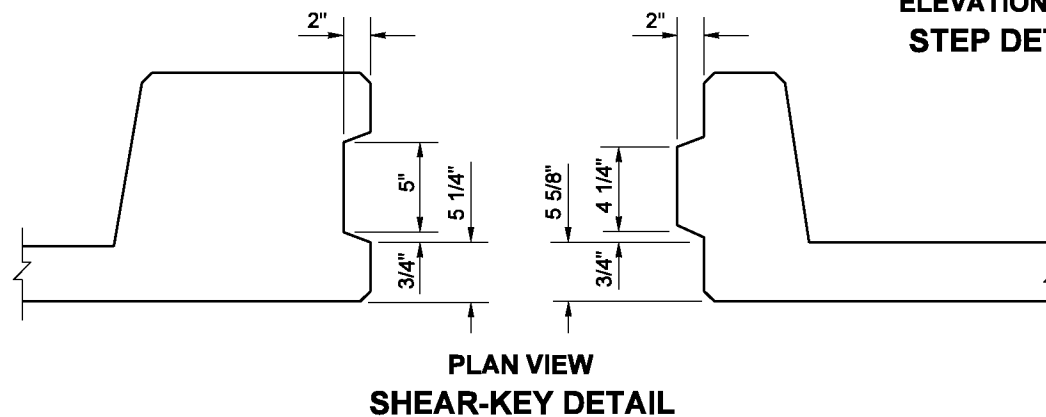 ELEVATION
STEP DET
2"
2"
5"
5 1/4"
3/4"
5 5/8"
4 1/4"
3/4"
PLAN VIEW
SHEAR-KEY DETAIL